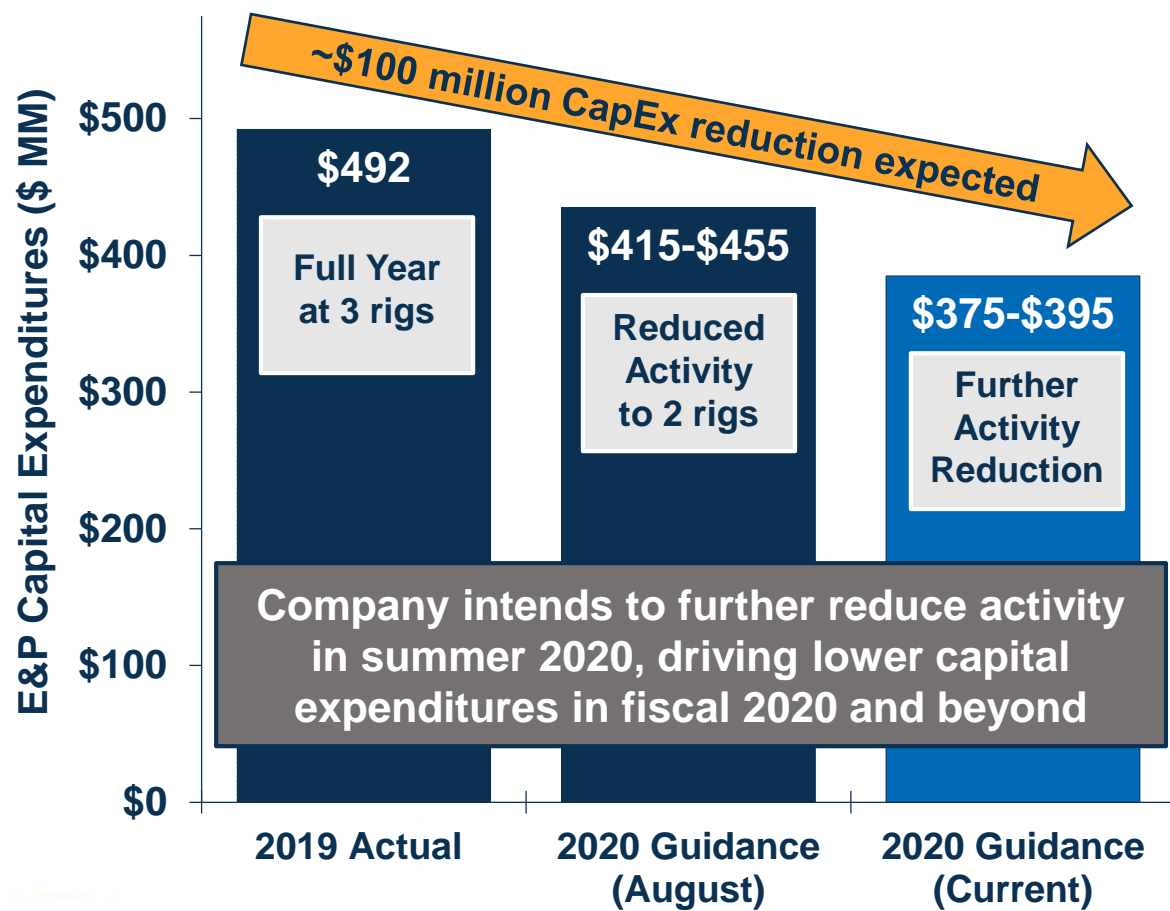 ~$100 million CapEx reduction expected
E&P Capital Expenditures ($ MM)
$500
$400
$300
$200
$100
$0
$492
Full Year
at 3 rigs
$415-$455
Reduced
Activity
to 2 rigs
$375-$395
Further
Activity
Reduction
Company intends to further reduce activity
in summer 2020, driving lower capital
expenditures in fiscal 2020 and beyond
2019 Actual
2020 Guidance
(August)
2020 Guidance
(Current)